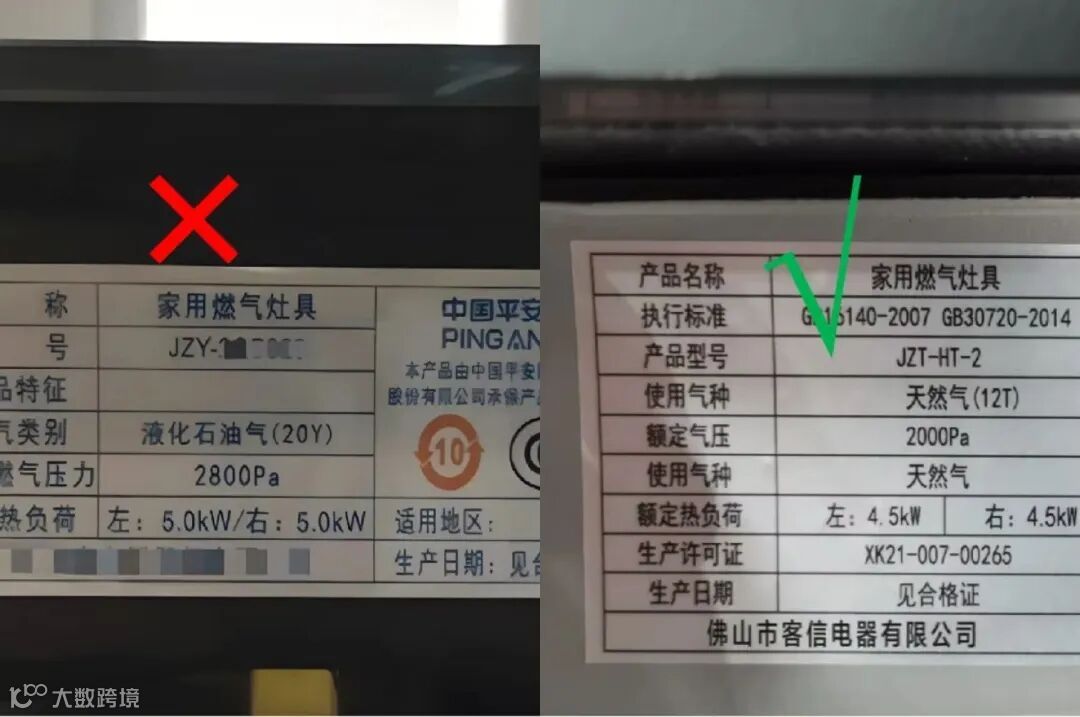 称 家用燃气灶具
号 JZY-
品特征
气类别 液化石油气(20Y)
燃气压力 2800Pa
热负荷 左：5.0kW/右：5.0kW
中国平安
PING AN
本产品由中国平安
股份有限公司承保产
10
适用地区：
生产日期：见合
产品名称 家用燃气灶具
执行标准 16140-2007 GB30720-2014
产品型号 JZT-HT-2
使用气种 天然气(12T)
额定气压 2000Pa
使用气种 天然气
额定热负荷 左：4.5kW 右：4.5kW
生产许可证 XK21-007-00265
生产日期 见合格证
佛山市客信电器有限公司
大数跨境